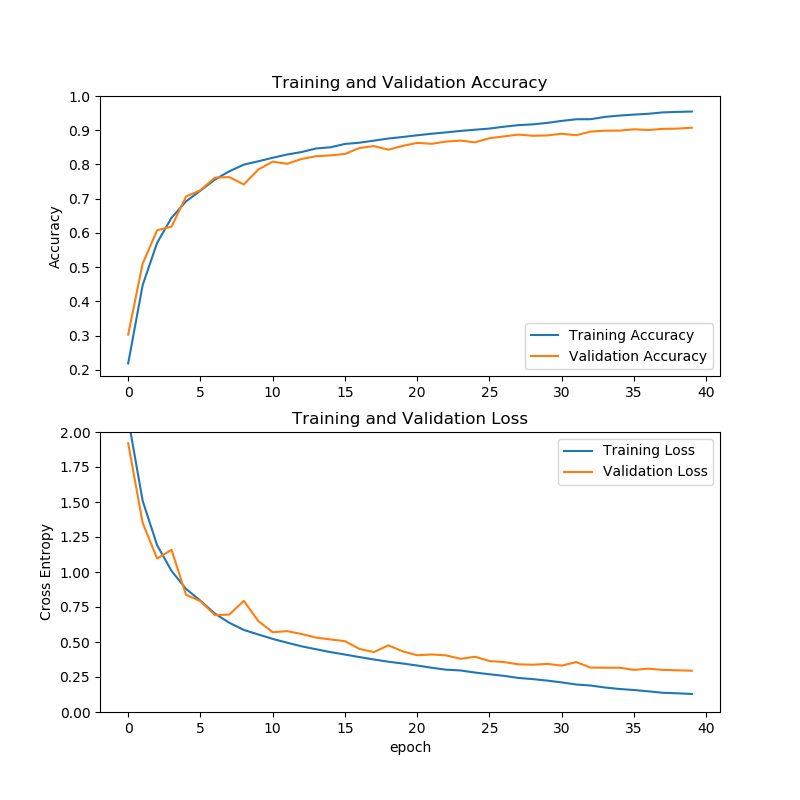 Training and Validation Accuracy
1.0
0.9
0.8
0.7
0.6
0.5
0.4
0.3
0.2
Accuracy
Training Accuracy
Validation Accuracy
0 5 10 15 20 25 30 35 40
Training and Validation Loss
2.00
1.75
1.50
1.25
1.00
0.75
0.50
0.25
0.00
Cross Entropy
Training Loss
Validation Loss
0 5 10 15 20 25 30 35 40
epoch